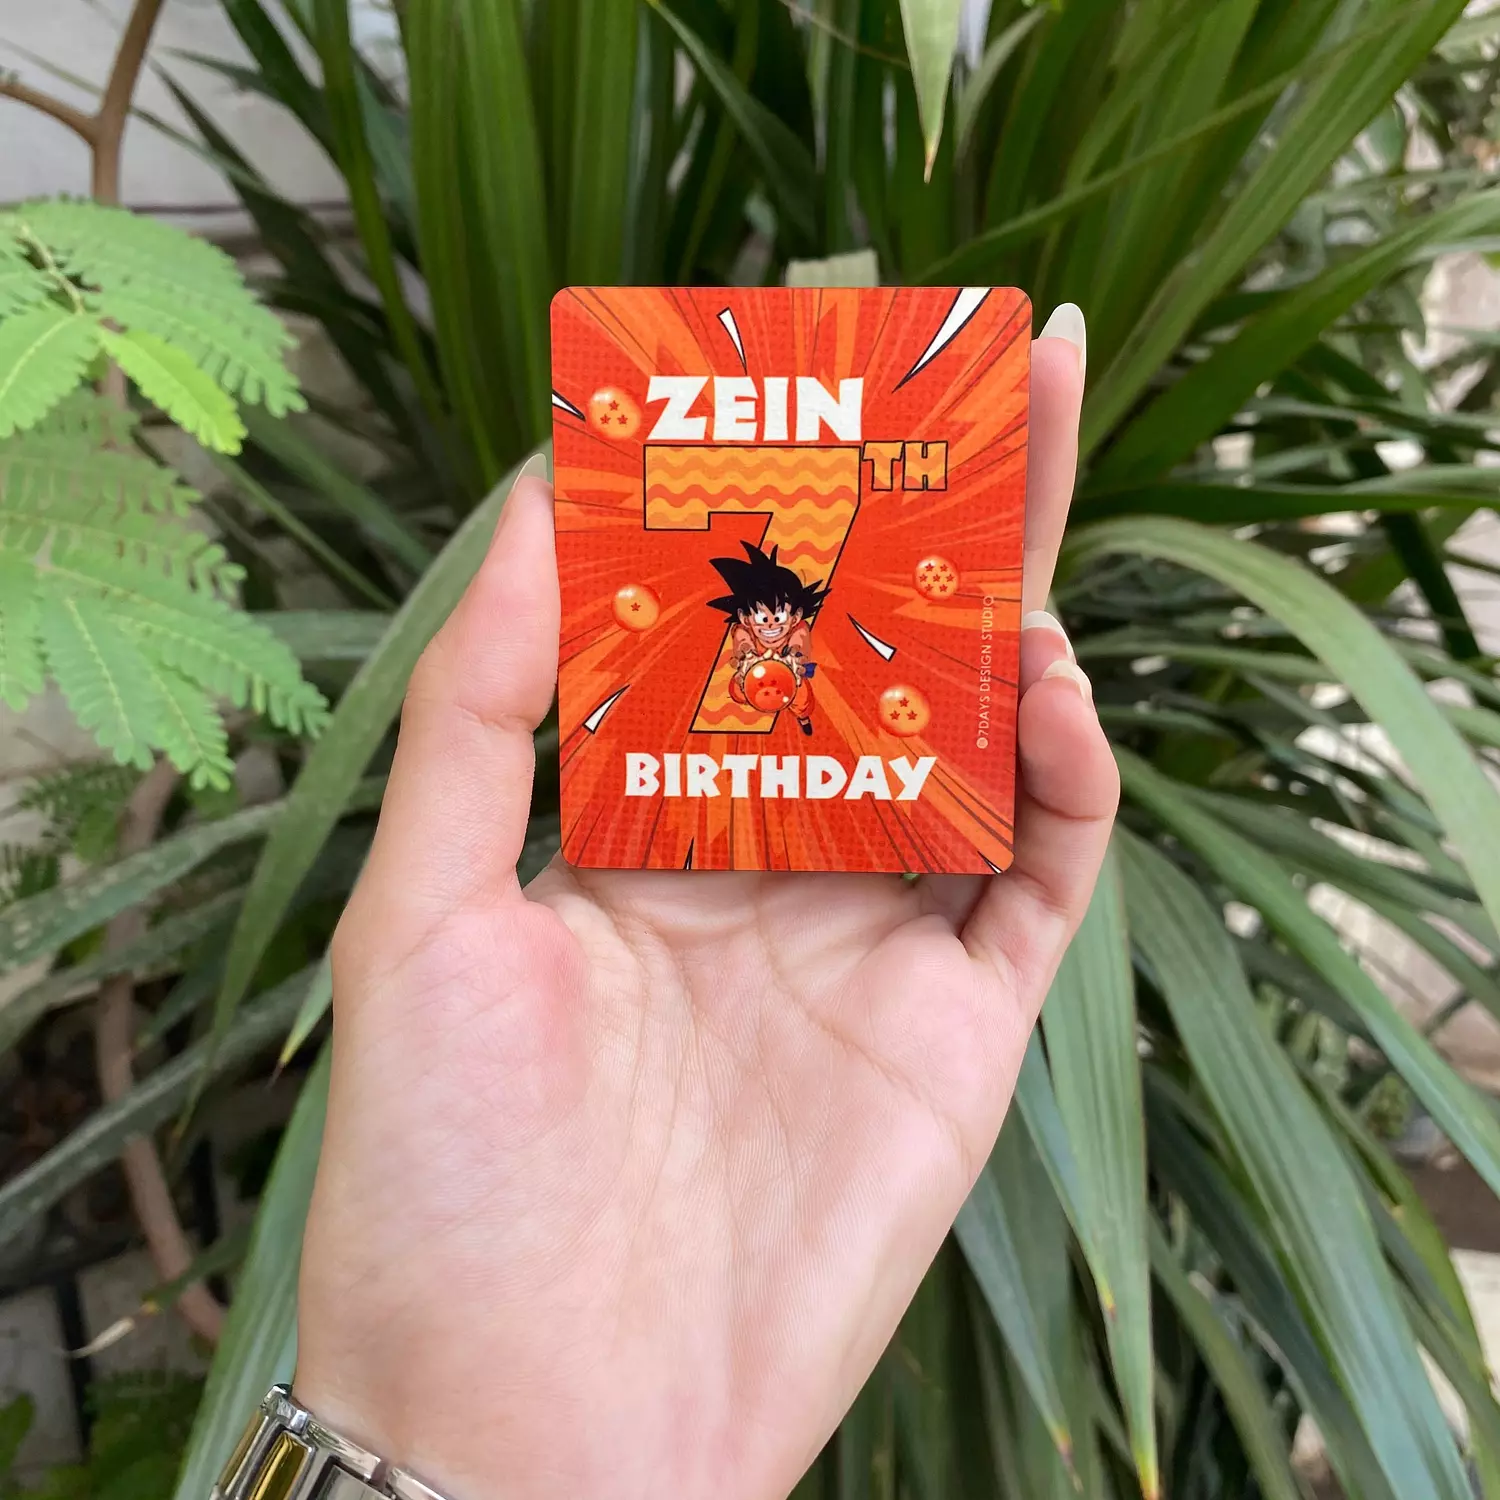 ZEIN
7TH
BIRTHDAY
@7DAYS DESIGN STUDIO